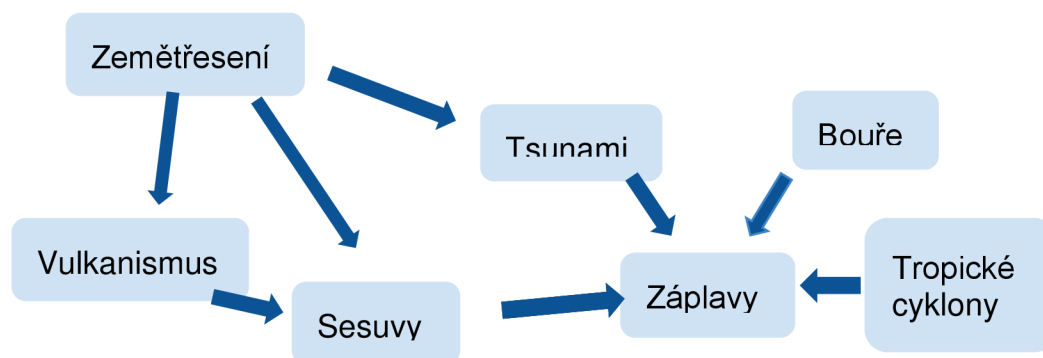 Zemětřesení
Tsunami
Bouře
Vulkanismus
Sesuvy
Záplavy
Tropické
cyklony